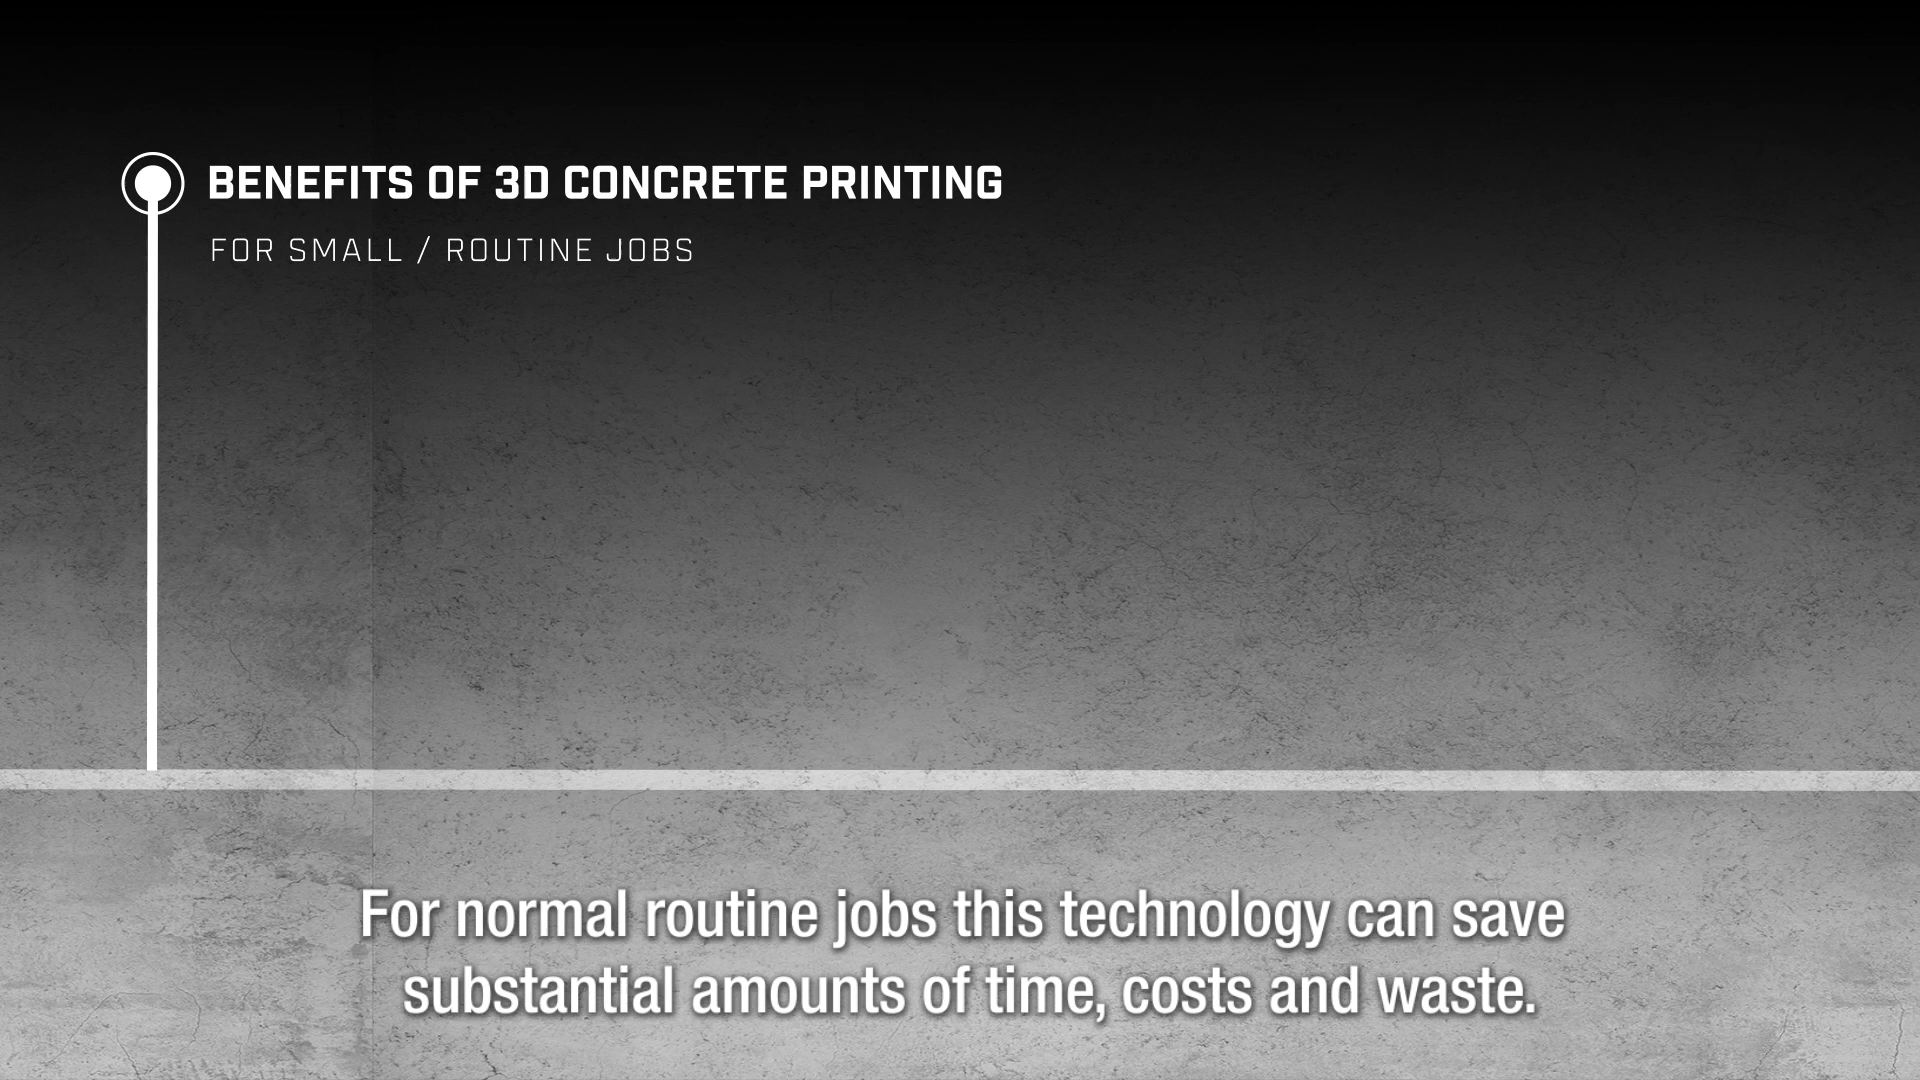 BENEFITS OF 3D CONCRETE PRINTING
FOR SMALL / ROUTINE JOBS
For normal routine jobs this technology can save
substantial amounts of time, costs and waste.